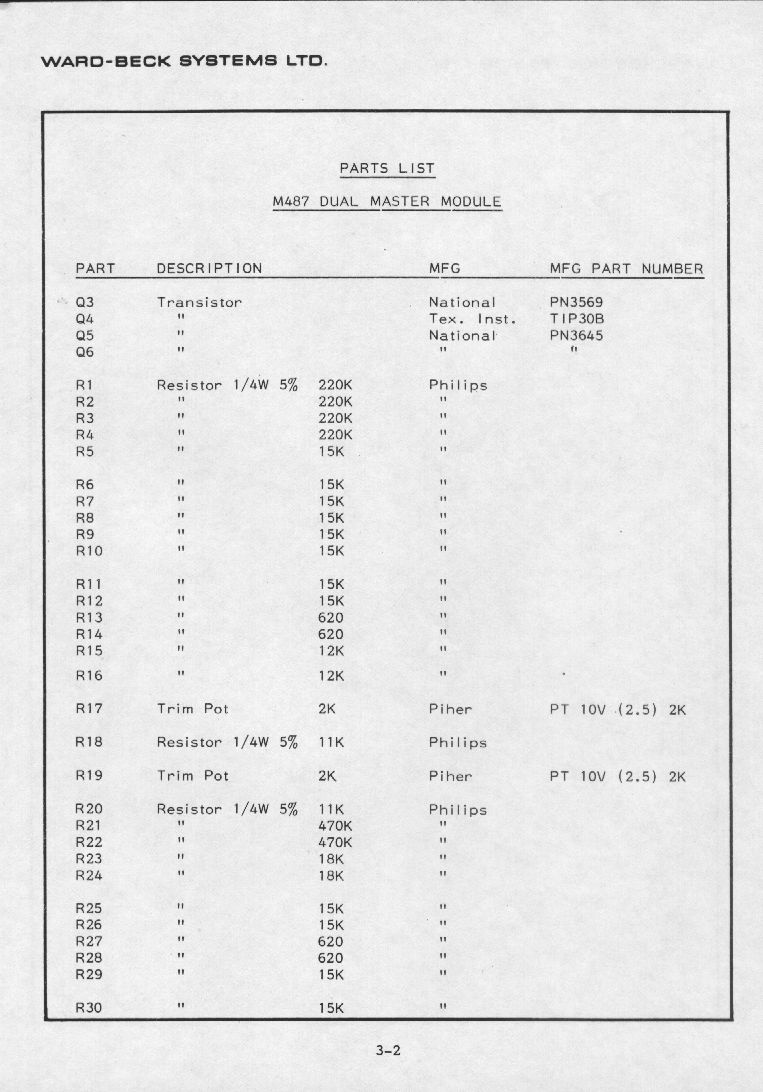 WARD-BECK SYSTEMS LTD.
PARTS LIST
M487 DUAL MASTER MODULE
PART DESCRIPTION MFG MFG PART NUMBER
Q3 Transistor National PN3569
Q4 " Tex. Inst. TIP30B
Q5 " National PN3645
Q6 " " "
R1 Resistor 1/4W 5% 220K Philips
R2 " 220K "
R3 " 220K "
R4 " 220K "
R5 " 15K "
R6 " 15K "
R7 " 15K "
R8 " 15K "
R9 " 15K "
R10 " 15K "
R11 " 15K "
R12 " 15K "
R13 " 620 "
R14 " 620 "
R15 " 12K "
R16 " 12K "
R17 Trim Pot 2K Piher PT 10V (2.5) 2K
R18 Resistor 1/4W 5% 11K Philips
R19 Trim Pot 2K Piher PT 10V (2.5) 2K
R20 Resistor 1/4W 5% 11K Philips
R21 " 470K "
R22 " 470K "
R23 " 18K "
R24 " 18K "
R25 " 15K "
R26 " 15K "
R27 " 620 "
R28 " 620 "
R29 " 15K "
R30 " 15K "
3-2